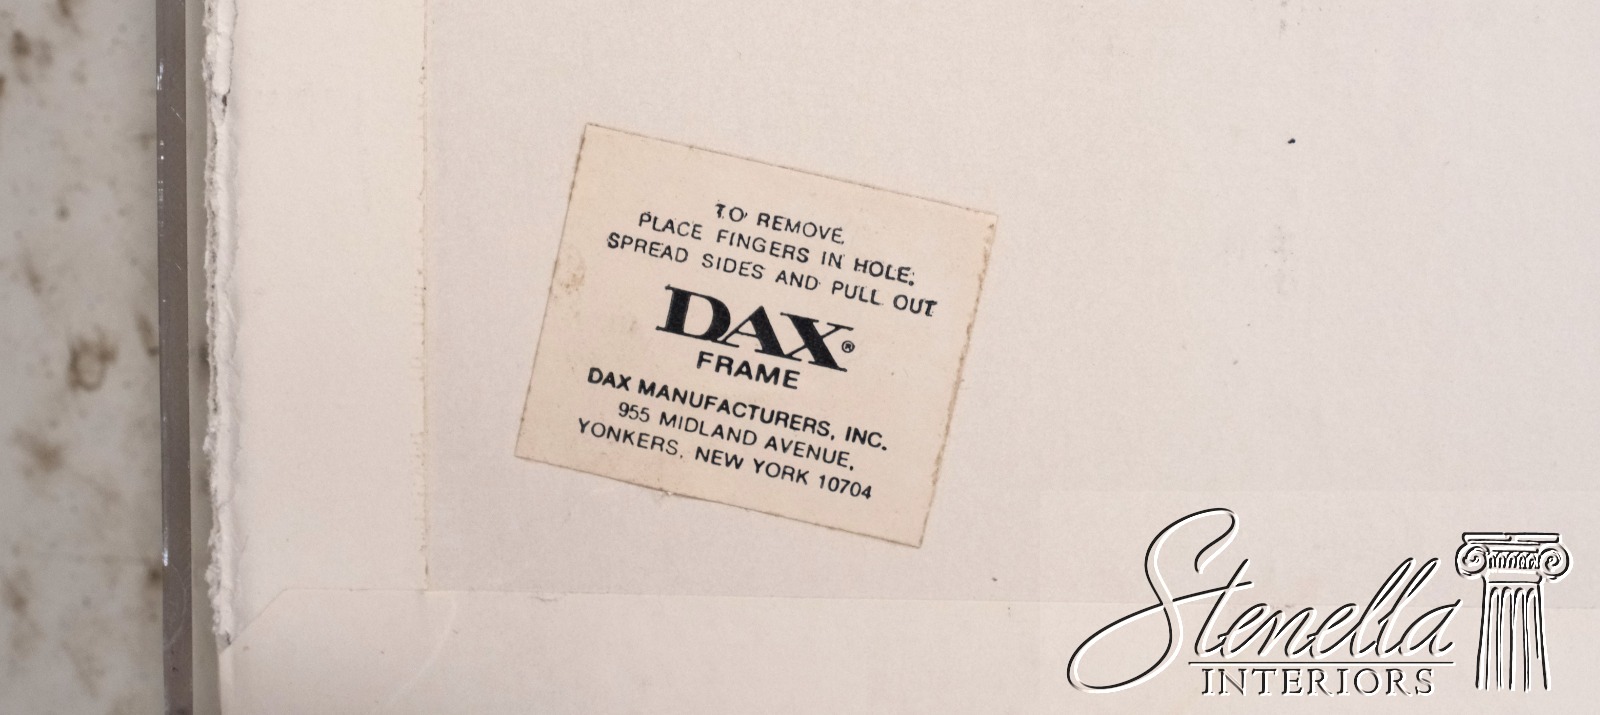 TO REMOVE,
PLACE FINGERS IN HOLE;
SPREAD SIDES AND PULL OUT
DAX®
FRAME
DAX MANUFACTURERS, INC.
955 MIDLAND AVENUE,
YONKERS, NEW YORK 10704
Stenella
INTERIORS